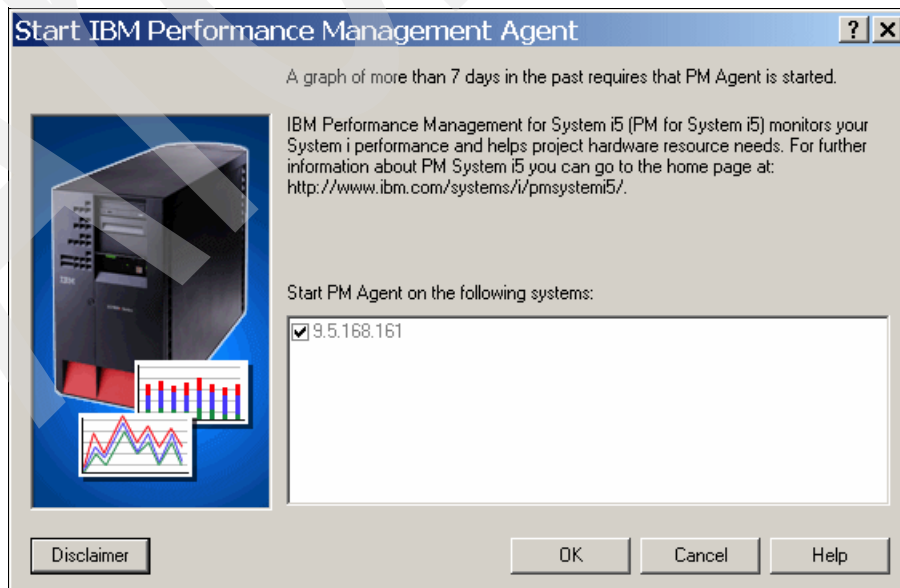 Start IBM Performance Management Agent
A graph of more than 7 days in the past requires that PM Agent is started.
IBM Performance Management for System i5 (PM for System i5) monitors your
System i performance and helps project hardware resource needs. For further
information about PM System i5 you can go to the home page at:
http://www.ibm.com/systems/i/pmsystemi5/.
IBM
Start PM Agent on the following systems:
9.5.168.161
Disclaimer
OK
Cancel
Help